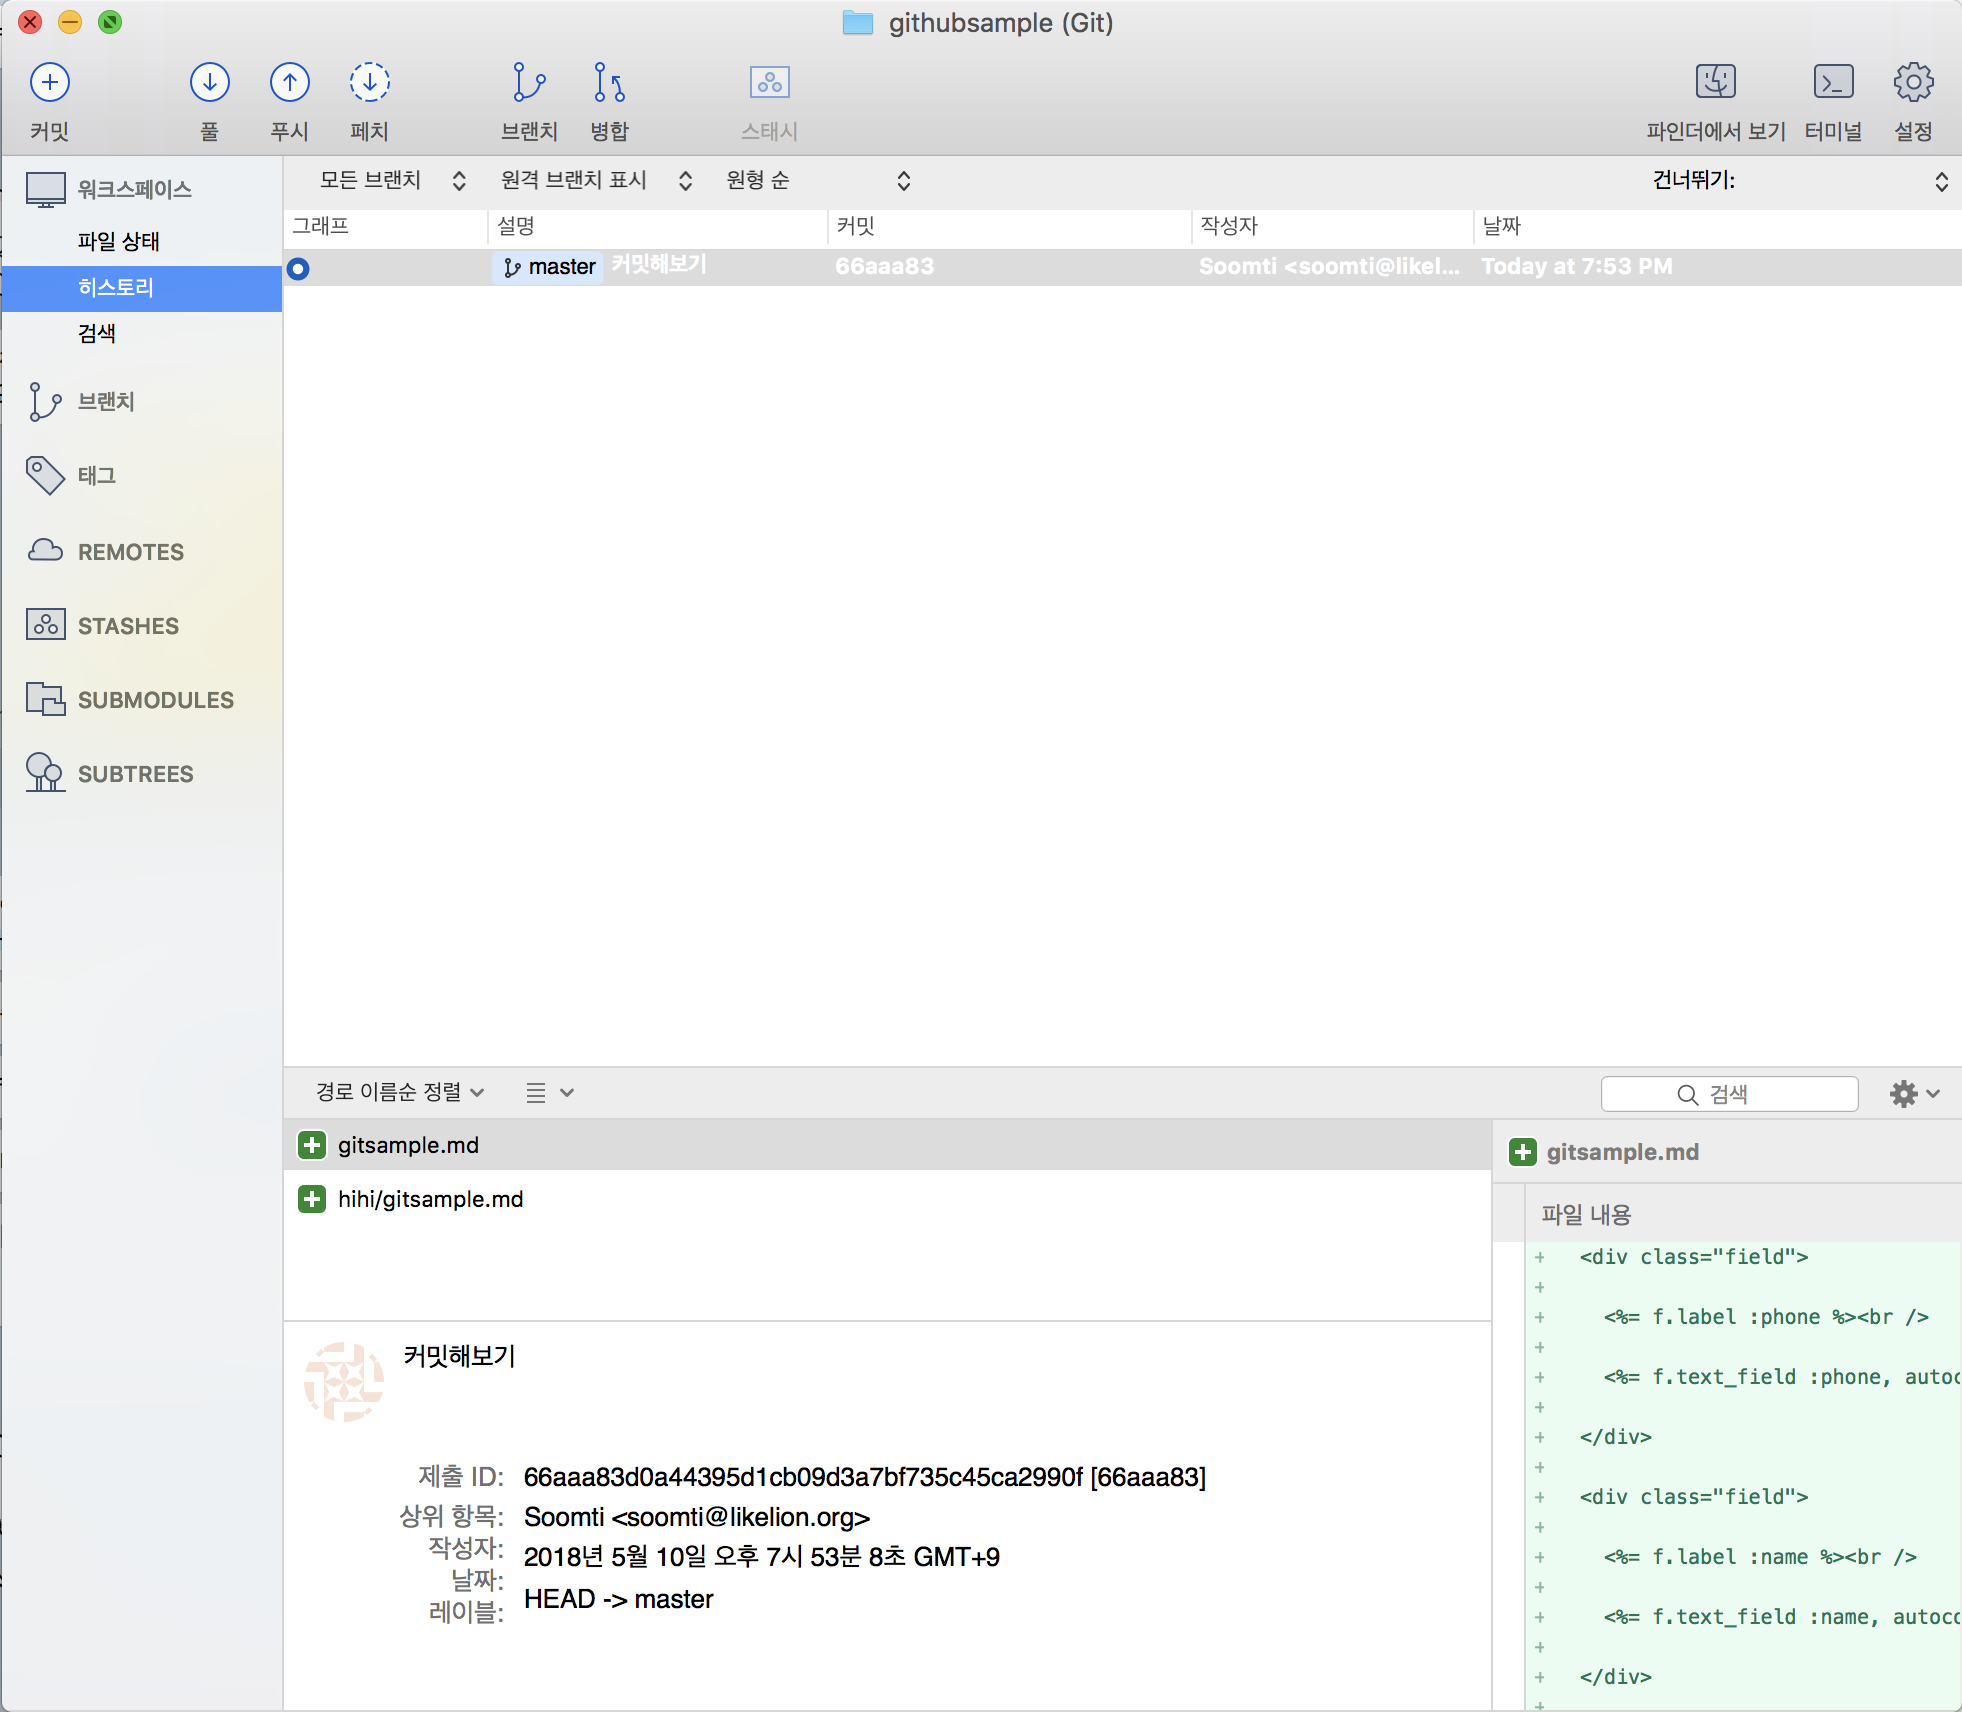 githubsample (Git)
커밋 풀 푸시 페치 브랜치 병합 스태시 파인더에서 보기 터미널 설정
워크스페이스
파일 상태
히스토리
검색
브랜치
태그
REMOTES
STASHES
SUBMODULES
SUBTREES
모든 브랜치 원격 브랜치 표시 원형 순 건너뛰기:
그래프 설명 커밋 작성자 날짜
master 커밋해보기 66aaa83 Soomti <soomti@likel... Today at 7:53 PM
경로 이름순 정렬 검색
gitsample.md
hihi/gitsample.md
커밋해보기
제출 ID: 66aaa83d0a44395d1cb09d3a7bf735c45ca2990f [66aaa83]
상위 항목: Soomti <soomti@likelion.org>
작성자: 2018년 5월 10일 오후 7시 53분 8초 GMT+9
날짜:
레이블: HEAD -> master
gitsample.md
파일 내용
+ <div class="field">
+
+ <%= f.label :phone %><br />
+
+ <%= f.text_field :phone, autoc
+
+ </div>
+
+ <div class="field">
+
+ <%= f.label :name %><br />
+
+ <%= f.text_field :name, autoco
+
+ </div>
+